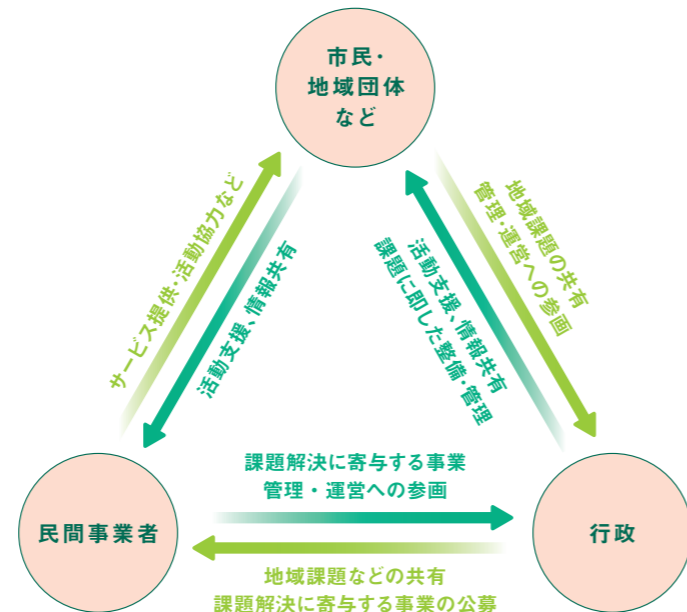 市民・
地域団体
など
サービス提供・活動協力など
活動支援、情報共有
活動支援、情報共有
課題に即した整備・管理
地域課題の共有
管理・運営への参画
民間事業者
課題解決に寄与する事業
管理・運営への参画
行政
地域課題などの共有
課題解決に寄与する事業の公募